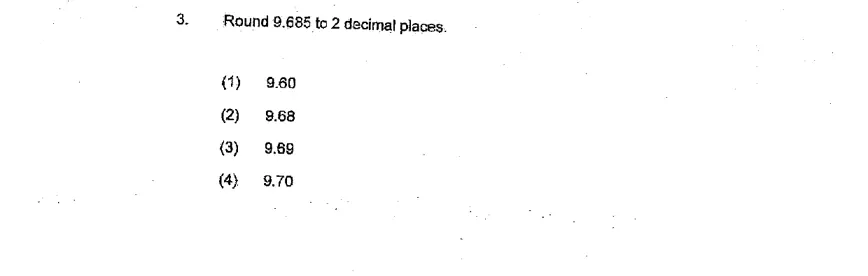 3. Round 9.685 to 2 decimal places.
(1) 9.60
(2) 9.68
(3) 9.69
(4) 9.70